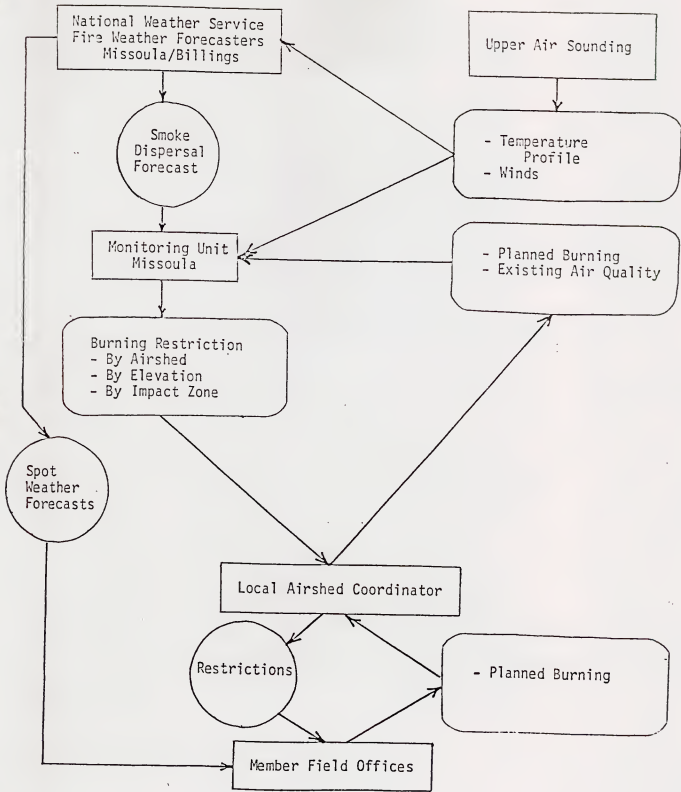 National Weather Service
Fire Weather Forecasters
Missoula/Billings
Upper Air Sounding
Smoke
Dispersal
Forecast
- Temperature
Profile
- Winds
Monitoring Unit
Missoula
- Planned Burning
- Existing Air Quality
Burning Restriction
- By Airshed
- By Elevation
- By Impact Zone
Spot
Weather
Forecasts
Local Airshed Coordinator
Restrictions
- Planned Burning
Member Field Offices